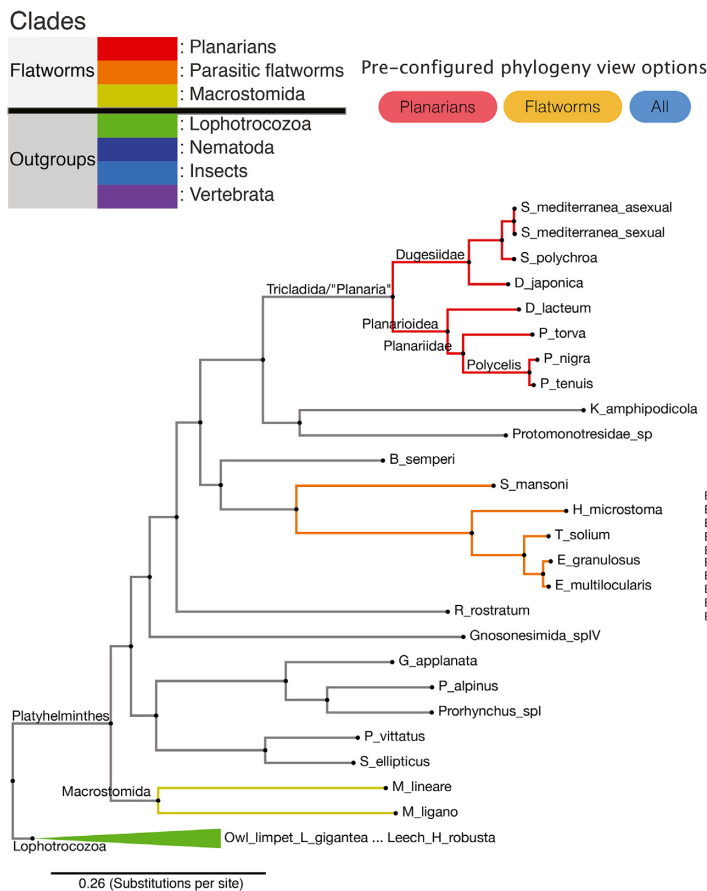 Clades
Flatworms
: Planarians
: Parasitic flatworms
: Macrostomida
Outgroups
: Lophotrocozoa
: Nematoda
: Insects
: Vertebrata
Pre-configured phylogeny view options
Planarians Flatworms All
S_mediterranea_asexual
S_mediterranea_sexual
Dugesiidae
S_polychroa
D_japonica
Tricladida/"Planaria"
D_lacteum
Planarioidea
P_torva
Planariidae
P_nigra
Polycelis
P_tenuis
K_amphipodicola
Protomonotresidae_sp
B_semperi
S_mansoni
H_microstoma
T_solium
E_granulosus
E_multilocularis
R_rostratum
Gnosonesimida_spIV
G_applanata
P_alpinus
Prorhynchus_spI
Platyhelminthes
P_vittatus
S_ellipticus
Macrostomida
M_lineare
M_ligano
Owl_limpet_L_gigantea ... Leech_H_robusta
Lophotrocozoa
0.26 (Substitutions per site)